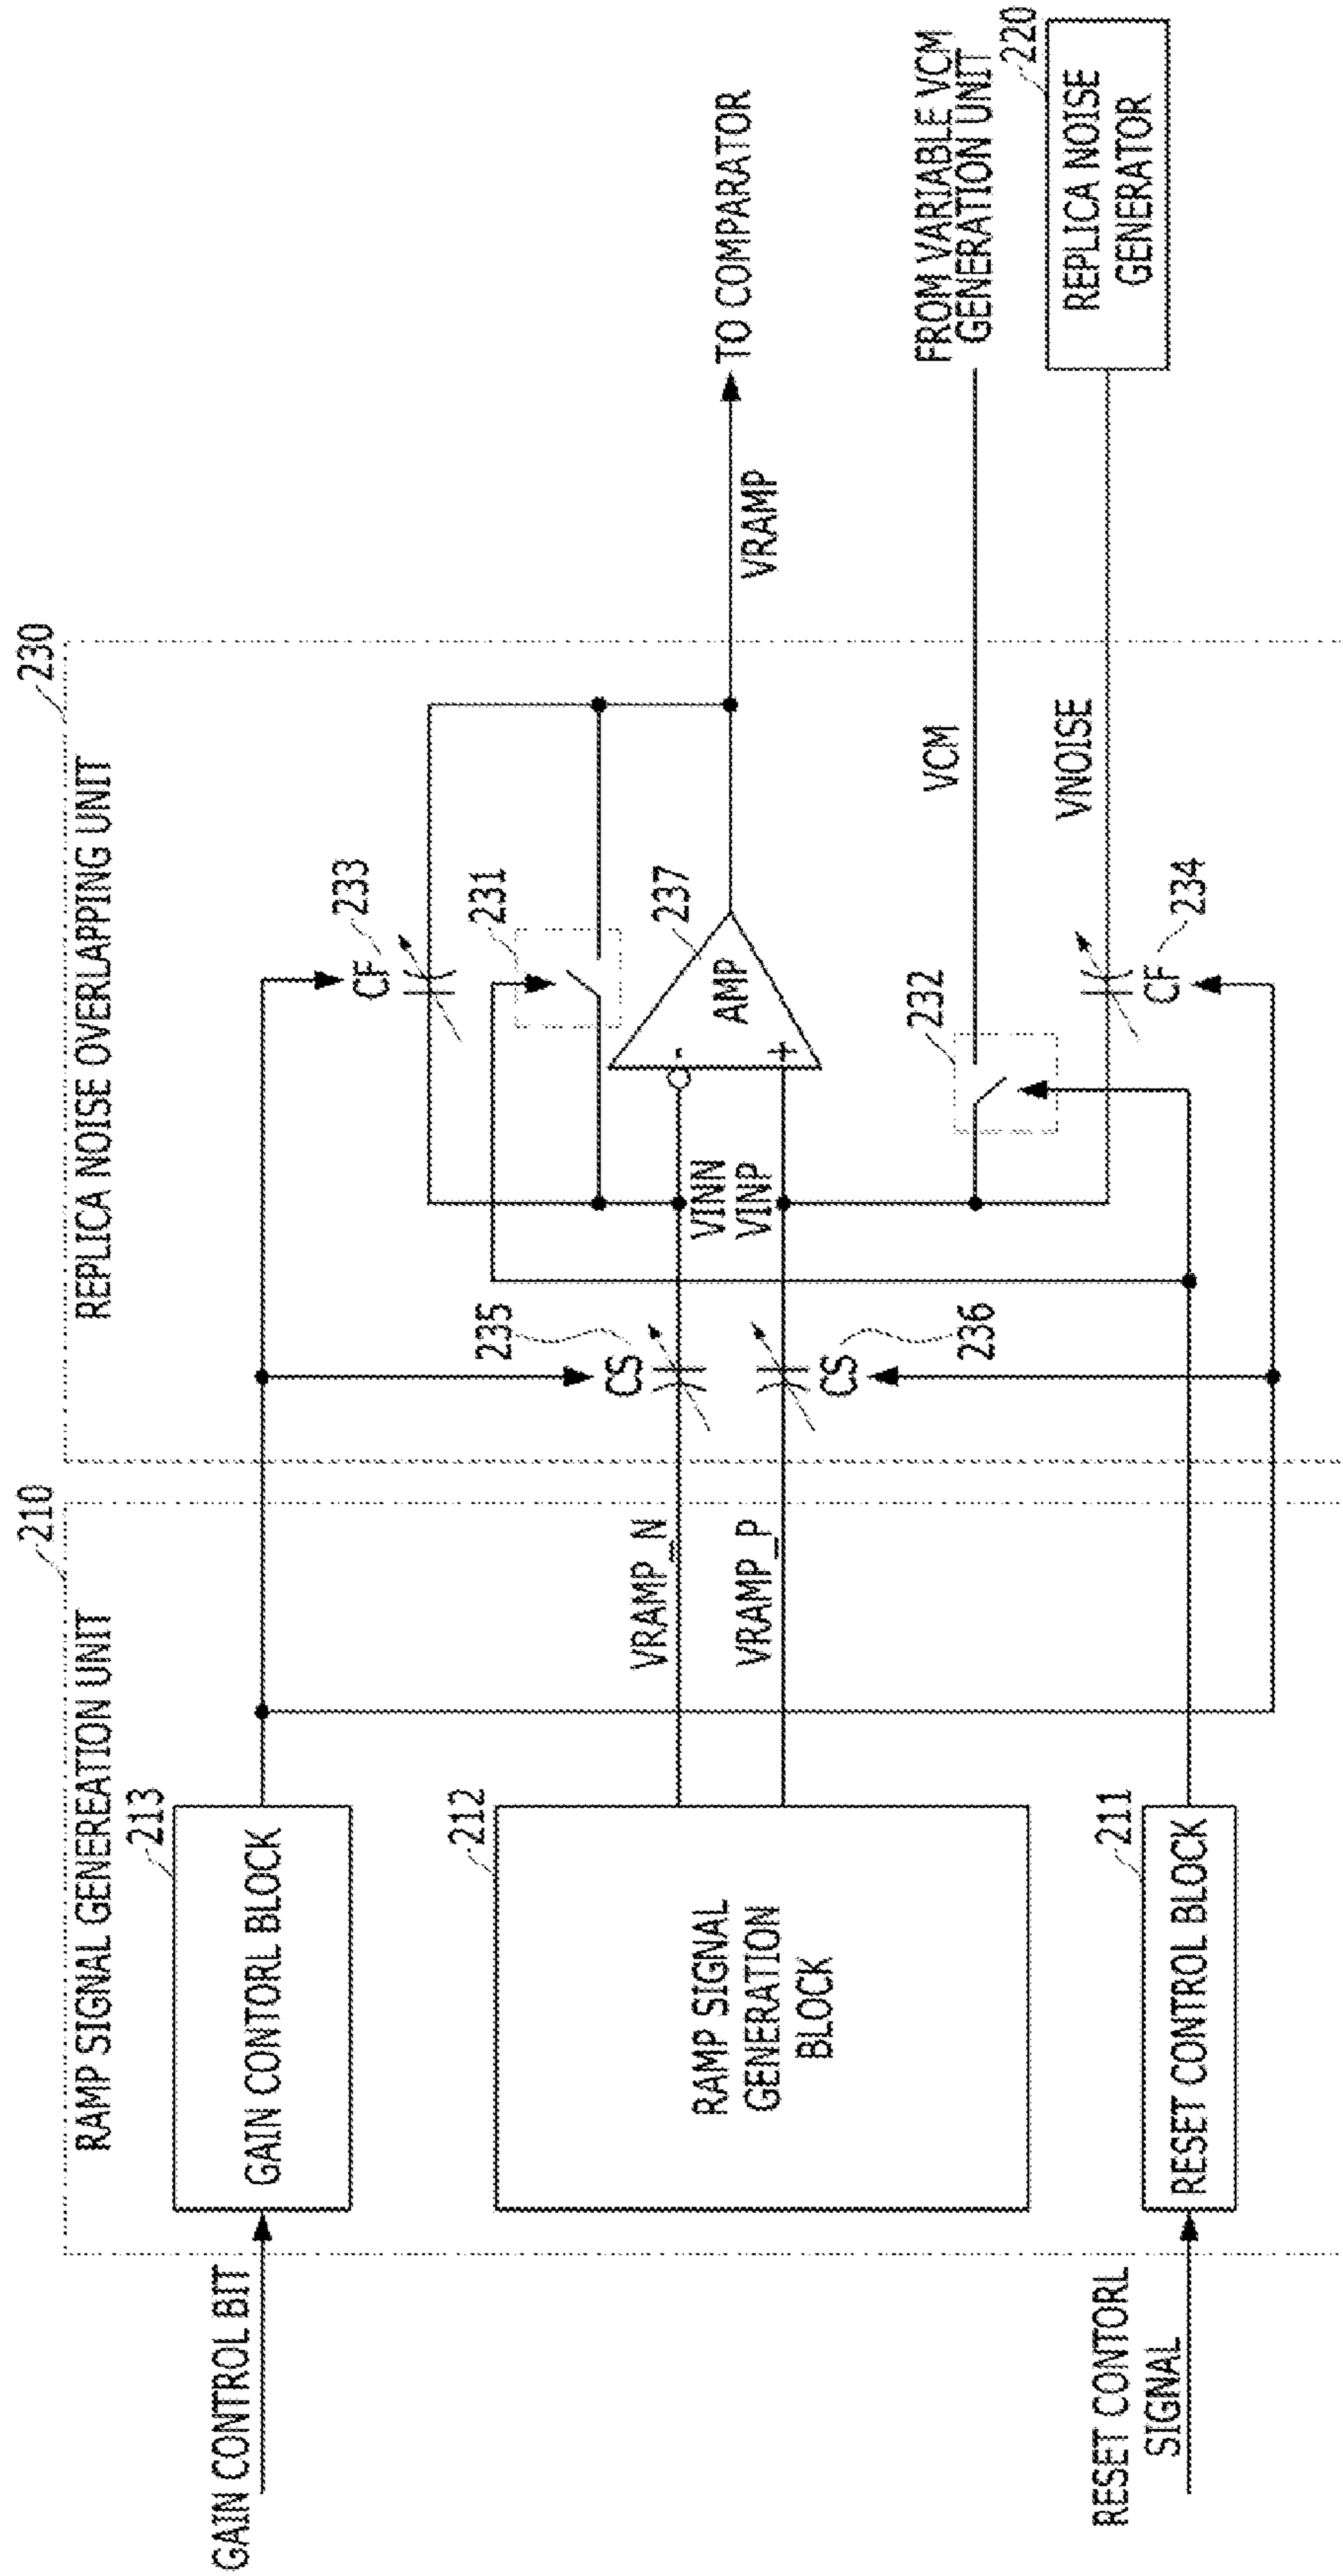 230
REPLICA NOISE OVERLAPPING UNIT
210
RAMP SIGNAL GENEREATION UNIT
GAIN CONTROL BIT
213
GAIN CONTORL BLOCK
212
RAMP SIGNAL
GENERATION
BLOCK
RESET CONTORL
SIGNAL
211
RESET CONTROL BLOCK
VRAMP_N
VRAMP_P
235
CS
CS
236
CF
233
231
VINN
VINP
-
+
AMP
237
232
CF
234
VCM
VNOISE
VRAMP
TO COMPARATOR
FROM VARIABLE VCM
GENERATION UNIT
220
REPLICA NOISE
GENERATOR